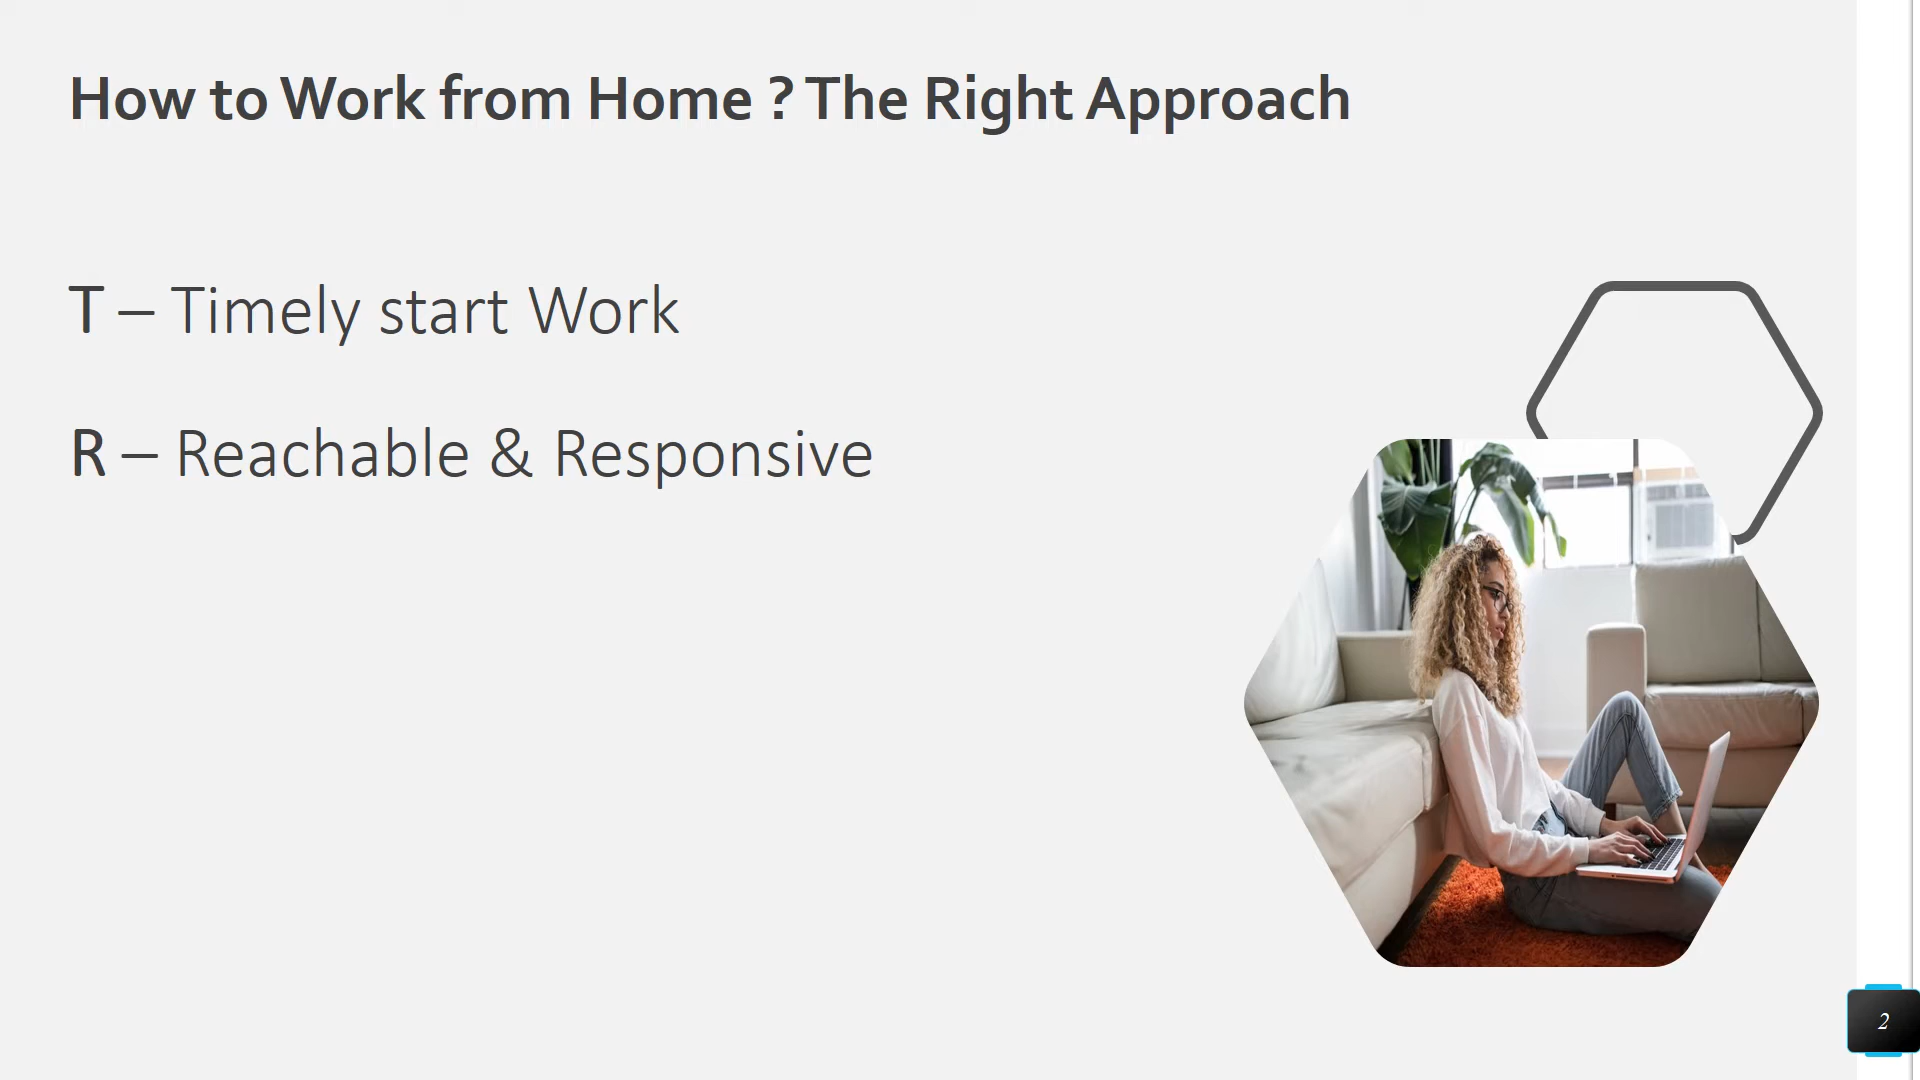 How to Work from Home ? The Right Approach
T – Timely start Work
R – Reachable & Responsive
2